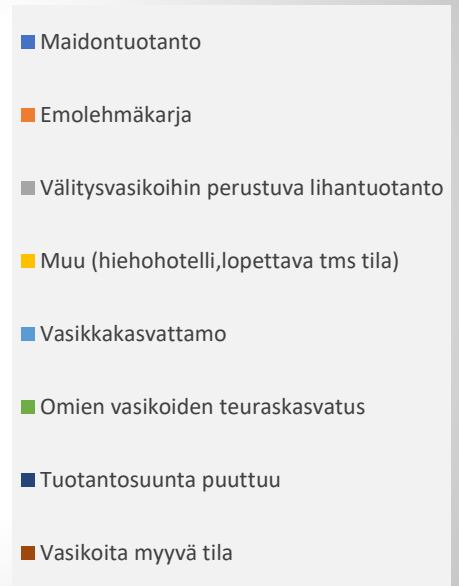 Maidontuotanto
Emolehmäkarja
Välitysvasikoihin perustuva lihantuotanto
Muu (hiehohotelli,lopettava tms tila)
Vasikkakasvattamo
Omien vasikoiden teuraskasvatus
Tuotantosuunta puuttuu
Vasikoita myyvä tila